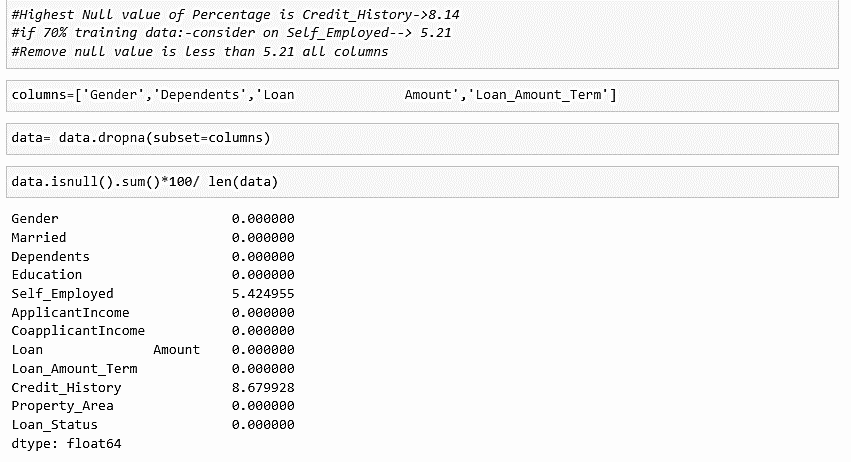 #Highest Null value of Percentage is Credit_History->8.14
#if 70% training data:-consider on Self_Employed--> 5.21
#Remove null value is less than 5.21 all columns
columns=['Gender','Dependents','Loan              Amount','Loan_Amount_Term']
data= data.dropna(subset=columns)
data.isnull().sum()*100/ len(data)
Gender                      0.000000
Married                     0.000000
Dependents                  0.000000
Education                   0.000000
Self_Employed               5.424955
ApplicantIncome             0.000000
CoapplicantIncome           0.000000
Loan              Amount    0.000000
Loan_Amount_Term            0.000000
Credit_History              8.679928
Property_Area               0.000000
Loan_Status                 0.000000
dtype: float64